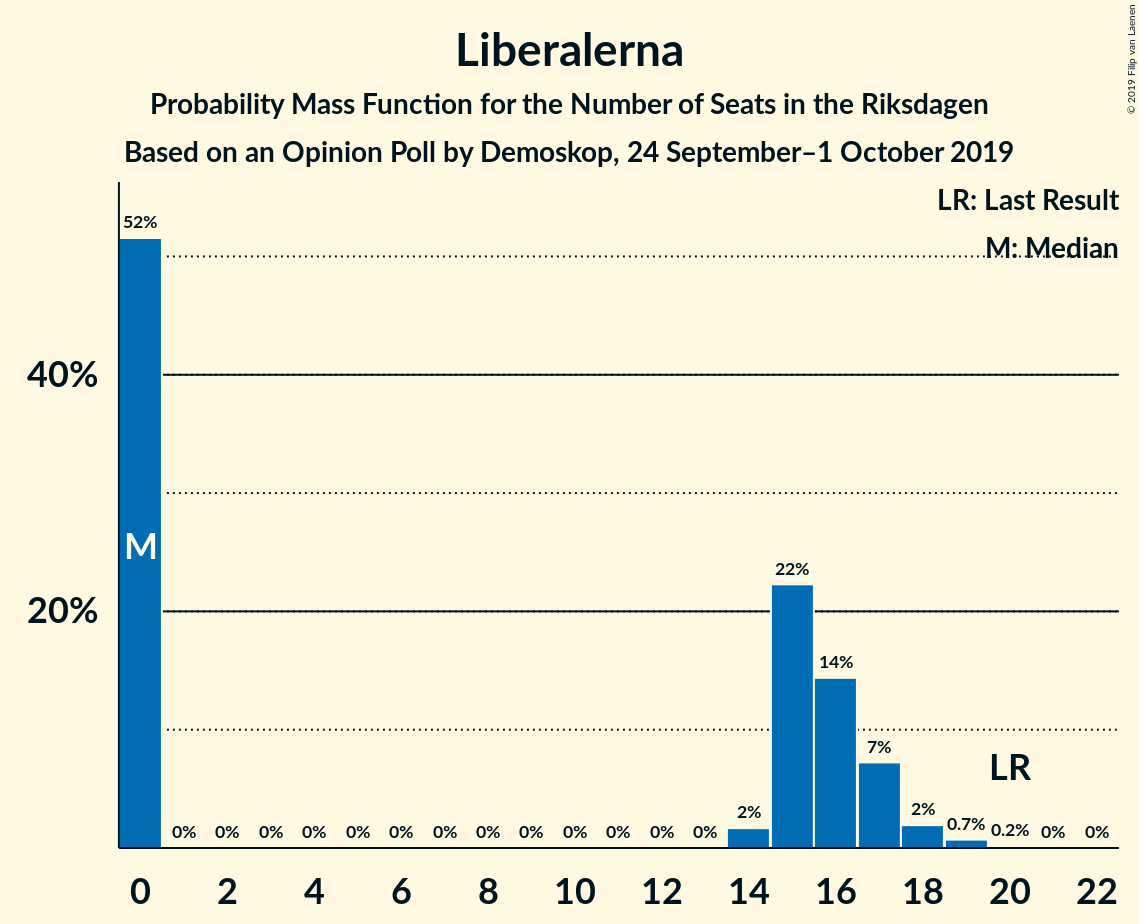 Liberalerna
Probability Mass Function for the Number of Seats in the Riksdagen
Based on an Opinion Poll by Demoskop, 24 September–1 October 2019
© 2019 Filip van Laenen
LR: Last Result
M: Median
52%
40%
M
22%
20%
14%
7%
LR
2%
2%
0.7%
0.2%
0% 0% 0% 0% 0% 0% 0% 0% 0% 0% 0% 0% 0% 0% 0%
0 2 4 6 8 10 12 14 16 18 20 22